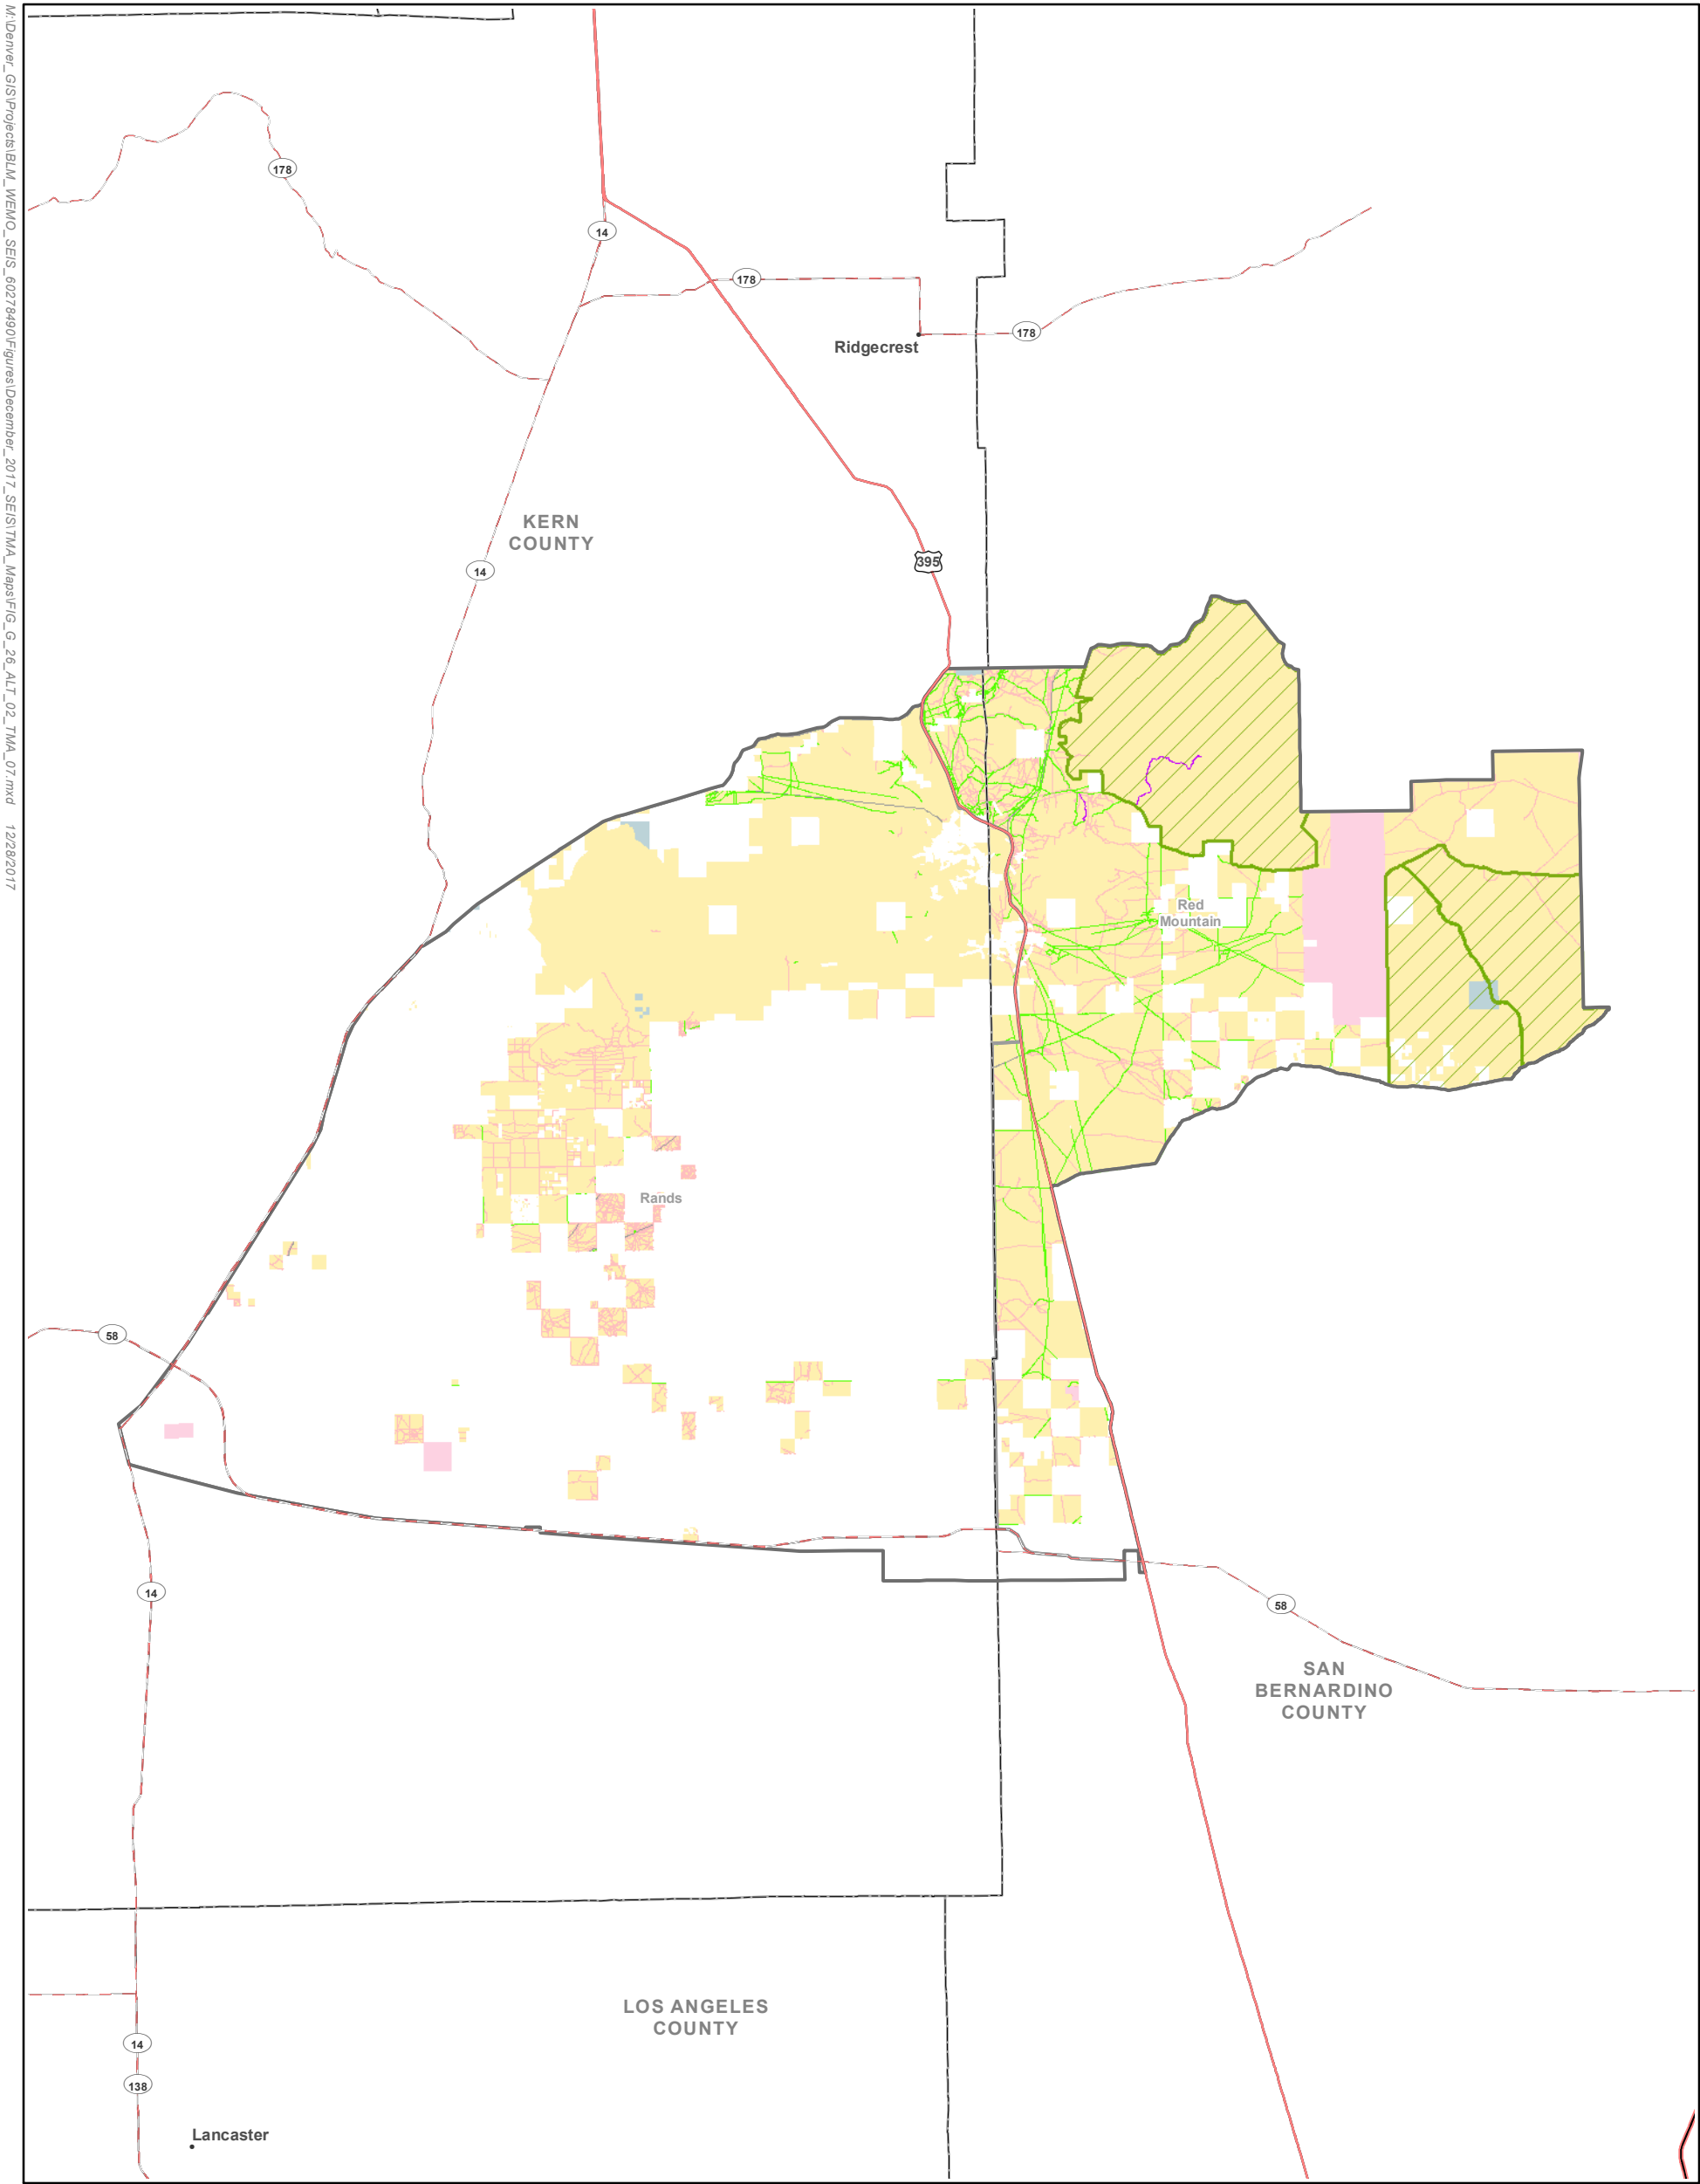 M:\Denver_GIS\Projects\BLM_WEMO_SEIS_60278490\Figures\December_2017_SEIS\TMA_Maps\FIG_G_26_ALT_02_TMA_07.mxd 12/28/2017
178
14
178
178
Ridgecrest
KERN
COUNTY
395
14
Red
Mountain
Rands
58
14
58
SAN
BERNARDINO
COUNTY
LOS ANGELES
COUNTY
14
138
Lancaster